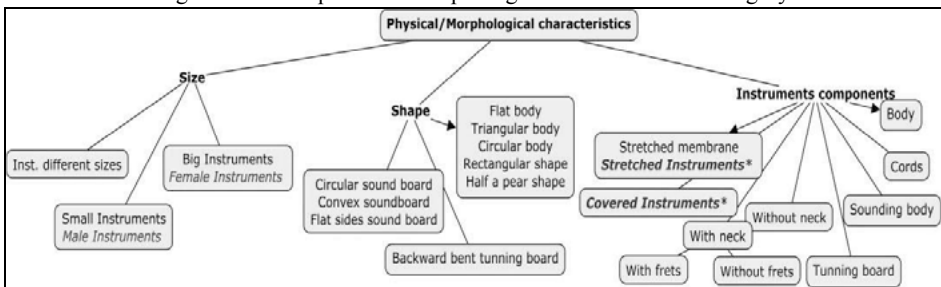 Physical/Morphological characteristics
Size
Inst. different sizes
Small Instruments
Male Instruments
Big Instruments
Female Instruments
Shape
Circular sound board
Convex soundboard
Flat sides sound board
Flat body
Triangular body
Circular body
Rectangular shape
Half a pear shape
Backward bent tunning board
Instruments components
Stretched membrane
Stretched Instruments*
Covered Instruments*
With neck
With frets
Without frets
Without neck
Tunning board
Sounding body
Cords
Body